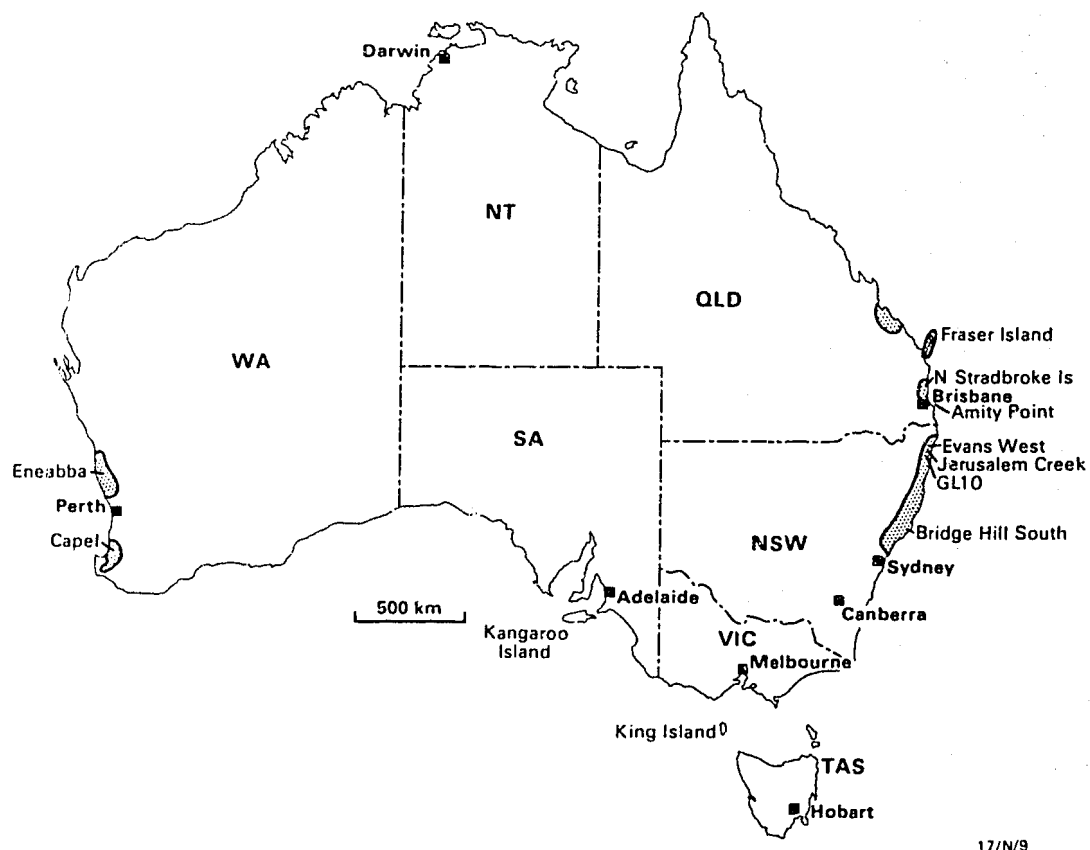 Darwin
NT
QLD
WA
Fraser Island
N Stradbroke Is
Brisbane
Amity Point
SA
Evans West
Jerusalem Creek
GL10
Eneabba
Perth
Capel
Bridge Hill South
NSW
Sydney
500 km
Adelaide
Canberra
Kangaroo
Island
VIC
Melbourne
King Island
TAS
Hobart
17/N/9